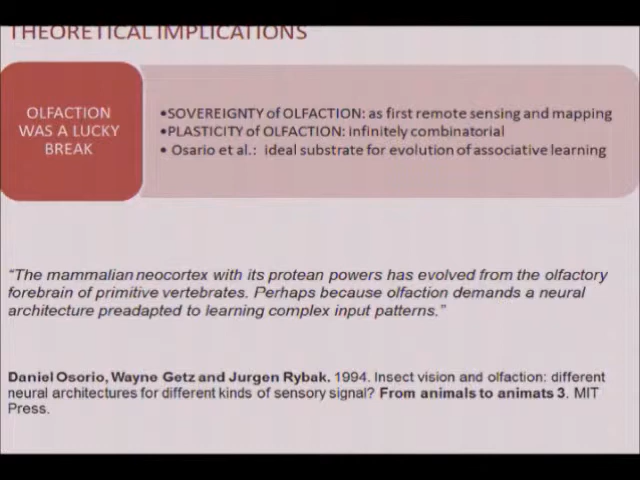 THEORETICAL IMPLICATIONS
OLFACTION
WAS A LUCKY
BREAK
•SOVEREIGNTY of OLFACTION: as first remote sensing and mapping
•PLASTICITY of OLFACTION: infinitely combinatorial
• Osario et al.: ideal substrate for evolution of associative learning
“The mammalian neocortex with its protean powers has evolved from the olfactory
forebrain of primitive vertebrates. Perhaps because olfaction demands a neural
architecture preadapted to learning complex input patterns.”
Daniel Osorio, Wayne Getz and Jurgen Rybak. 1994. Insect vision and olfaction: different
neural architectures for different kinds of sensory signal? From animals to animats 3. MIT
Press.